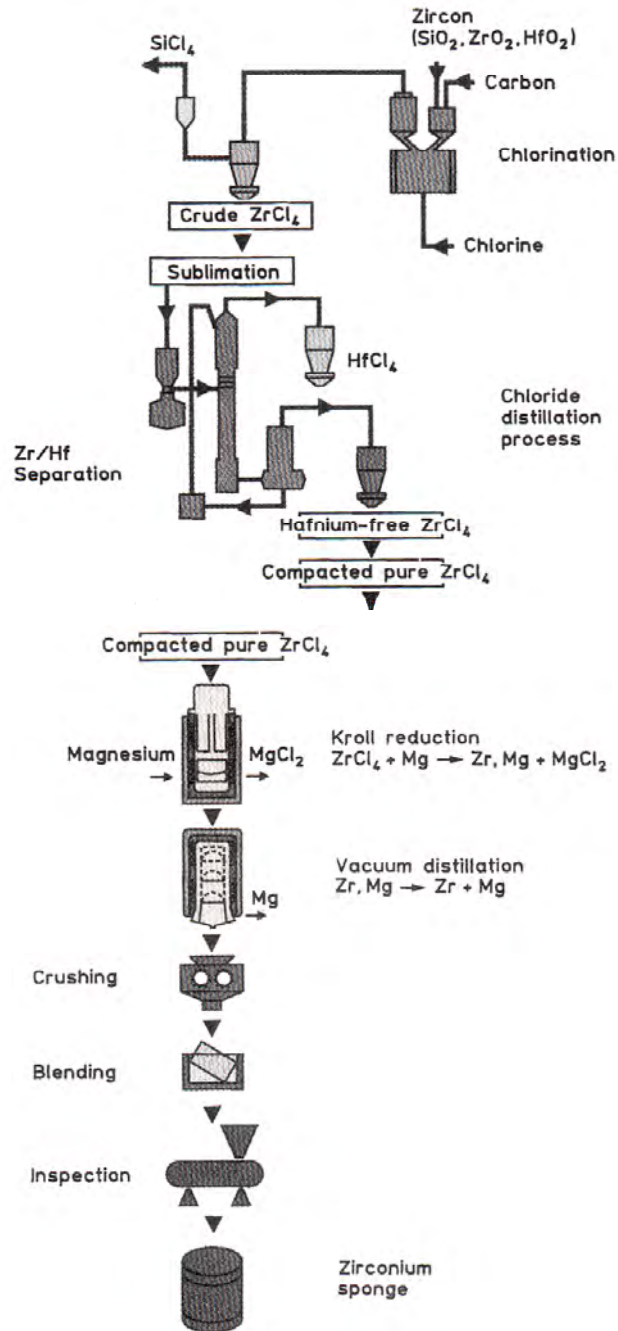 SiCl₄
Zircon
(SiO₂, ZrO₂, HfO₂)
Carbon
Chlorination
Crude ZrCl₄
Chlorine
Sublimation
HfCl₄
Chloride
distillation
process
Zr/Hf
Separation
Hafnium-free ZrCl₄
Compacted pure ZrCl₄
Compacted pure ZrCl₄
Magnesium
MgCl₂
Kroll reduction
ZrCl₄ + Mg → Zr, Mg + MgCl₂
Vacuum distillation
Zr, Mg → Zr + Mg
Mg
Crushing
Blending
Inspection
Zirconium
sponge